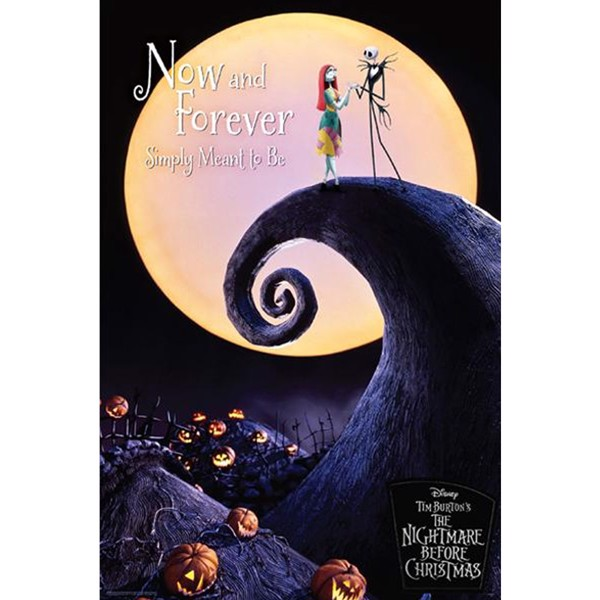 Now and
Forever
Simply Meant to Be
Disney
TIM BURTON'S
THE
NIGHTMARE
BEFORE
CHRISTMAS